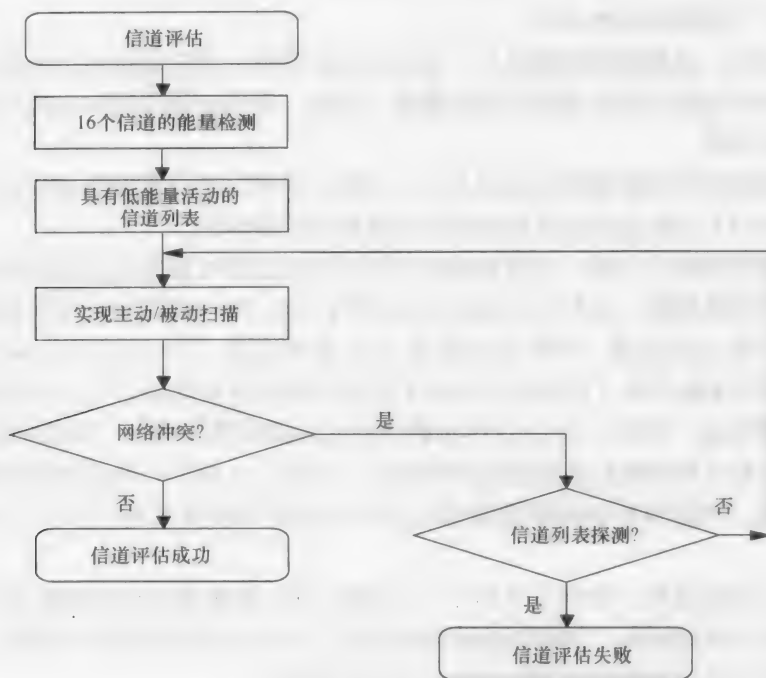 信道评估
16个信道的能量检测
具有低能量活动的
信道列表
实现主动/被动扫描
网络冲突?
是
否
信道评估成功
信道列表探测?
否
是
信道评估失败